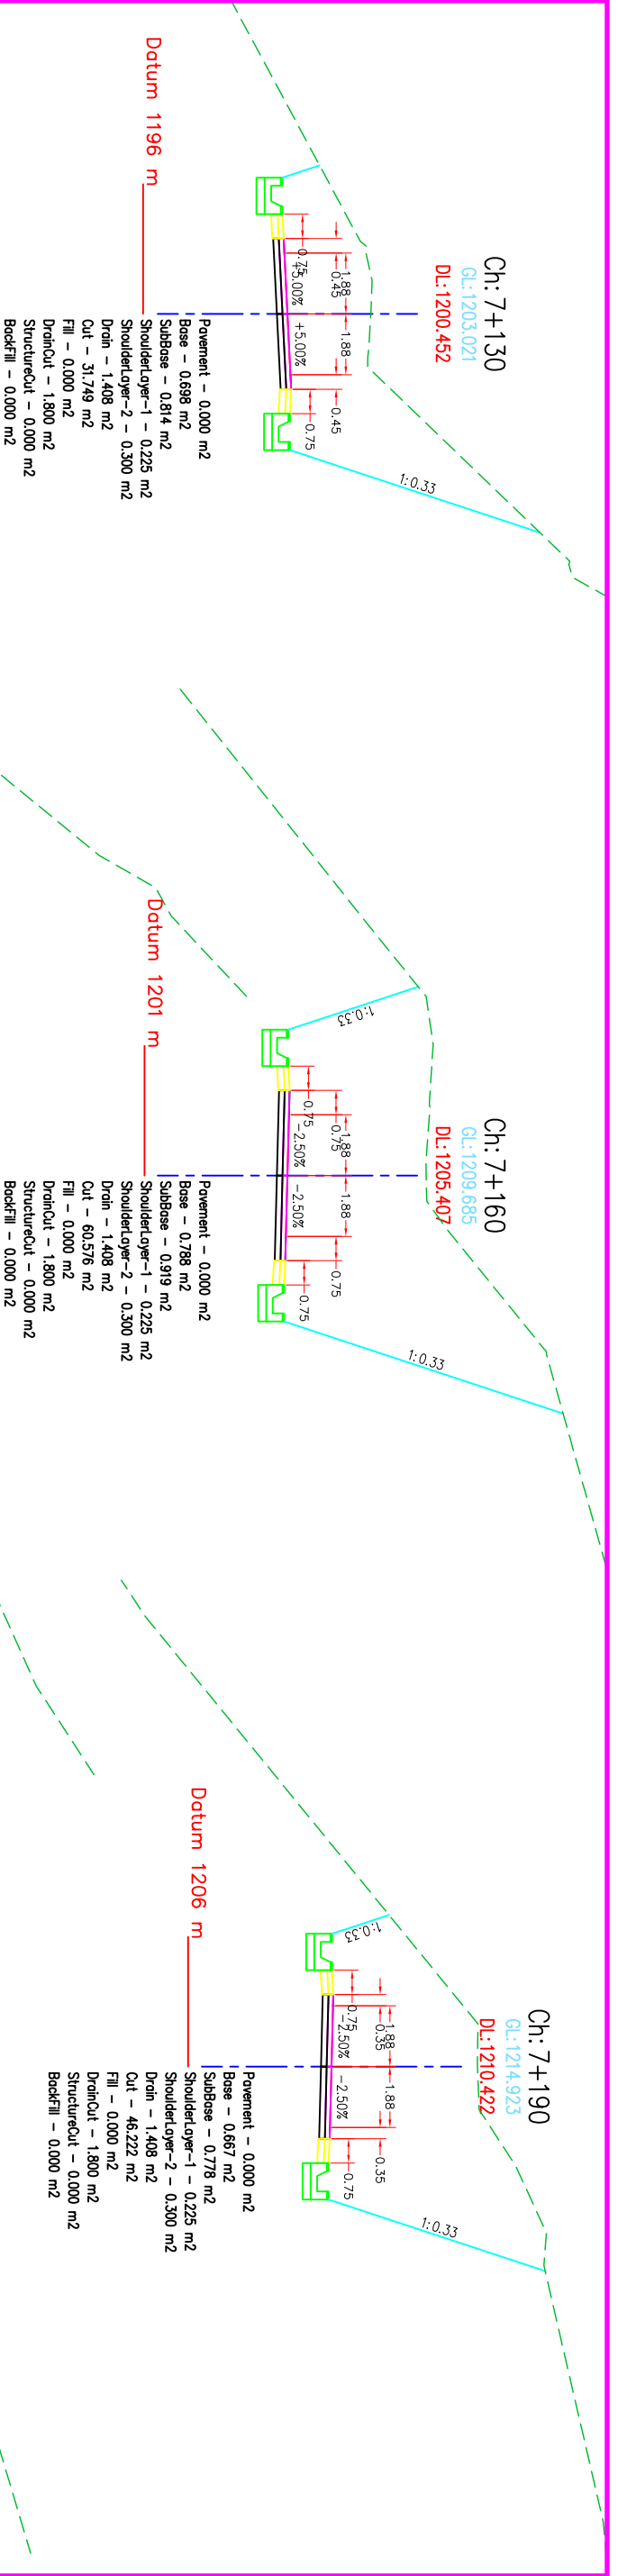 Ch: 7+130
GL:1203.021
DL:1200.452
1.88
1.88
0.45
0.45
0.75
0.75
+5.00%
+5.00%
1:0.33
Datum 1196 m
Pavement - 0.000 m2
Base - 0.698 m2
SubBase - 0.814 m2
ShoulderLayer-1 - 0.225 m2
ShoulderLayer-2 - 0.300 m2
Drain - 1.408 m2
Cut - 31.749 m2
Fill - 0.000 m2
DrainCut - 1.800 m2
StructureCut - 0.000 m2
BackFill - 0.000 m2
Ch: 7+160
GL:1209.685
DL:1205.407
1:0.33
1.88
1.88
0.75
0.75
0.75
0.75
-2.50%
-2.50%
1:0.33
Datum 1201 m
Pavement - 0.000 m2
Base - 0.788 m2
SubBase - 0.919 m2
ShoulderLayer-1 - 0.225 m2
ShoulderLayer-2 - 0.300 m2
Drain - 1.408 m2
Cut - 60.576 m2
Fill - 0.000 m2
DrainCut - 1.800 m2
StructureCut - 0.000 m2
BackFill - 0.000 m2
Ch: 7+190
GL:1214.923
DL:1210.422
1:0.33
1.88
1.88
0.35
0.35
0.75
0.75
-2.50%
-2.50%
1:0.33
Datum 1206 m
Pavement - 0.000 m2
Base - 0.667 m2
SubBase - 0.778 m2
ShoulderLayer-1 - 0.225 m2
ShoulderLayer-2 - 0.300 m2
Drain - 1.408 m2
Cut - 46.222 m2
Fill - 0.000 m2
DrainCut - 1.800 m2
StructureCut - 0.000 m2
BackFill - 0.000 m2